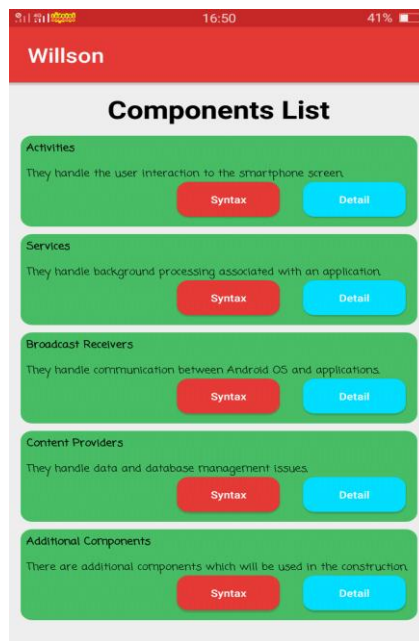 16:50
41%
Willson
Components List
Activities
They handle the user interaction to the smartphone screen.
Syntax Detail
Services
They handle background processing associated with an application.
Syntax Detail
Broadcast Receivers
They handle communication between Android OS and applications.
Syntax Detail
Content Providers
They handle data and database management issues.
Syntax Detail
Additional Components
There are additional components which will be used in the construction,
Syntax Detail